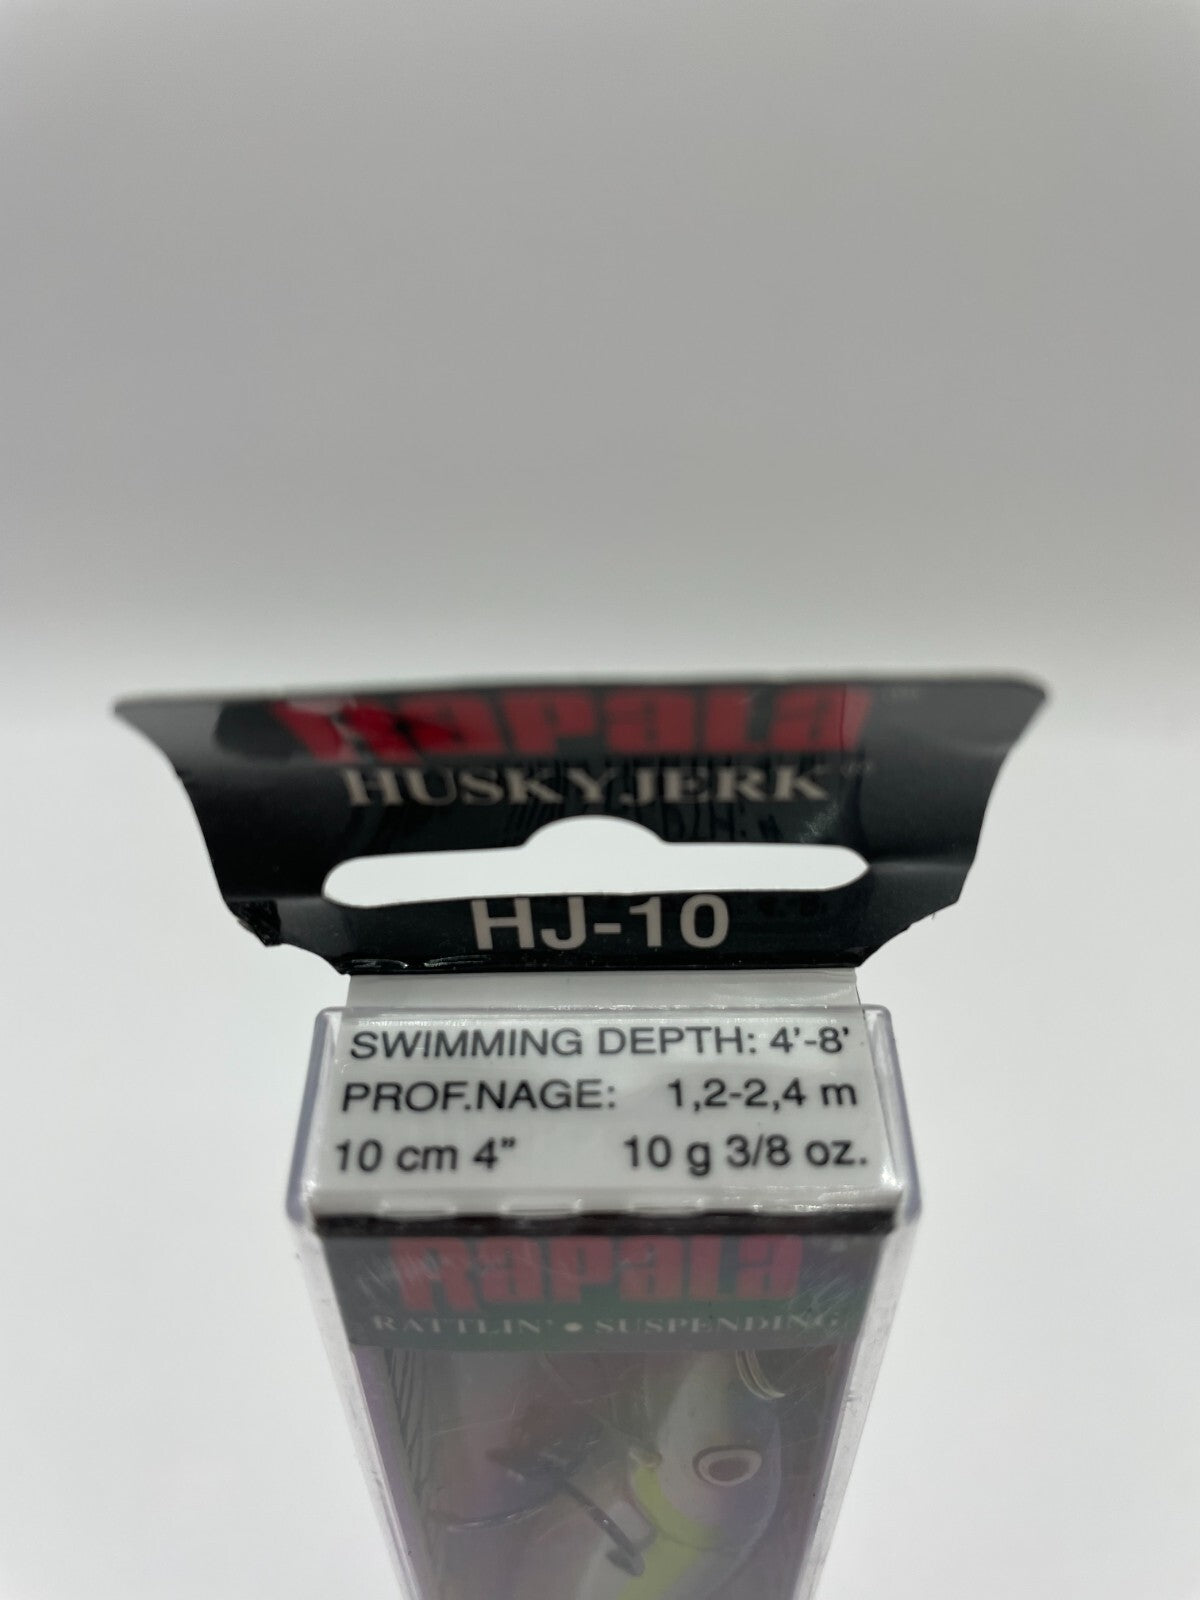 Rapala
HUSKY JERK
HJ-10
SWIMMING DEPTH: 4'-8'
PROF.NAGE: 1,2-2,4 m
10 cm 4" 10 g 3/8 oz.
Rapala
RATTLIN' • SUSPENDING